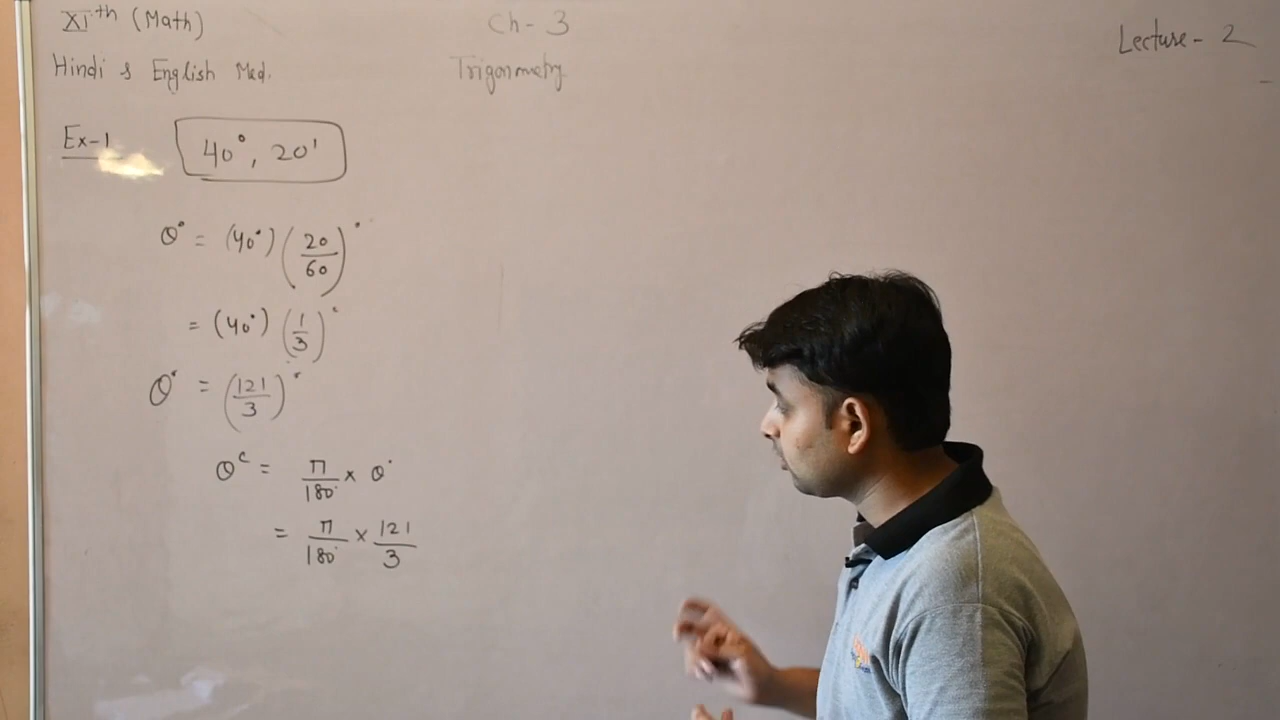 XIth (Math)
Ch - 3
Lecture - 2
Hindi & English Med.
Trigonometry
Ex-1
40°, 20'
θ° = (40°) (20/60)°
= (40°) (1/3)°
θ° = (121/3)°
θᶜ = π/180° × θ°
= π/180° × 121/3